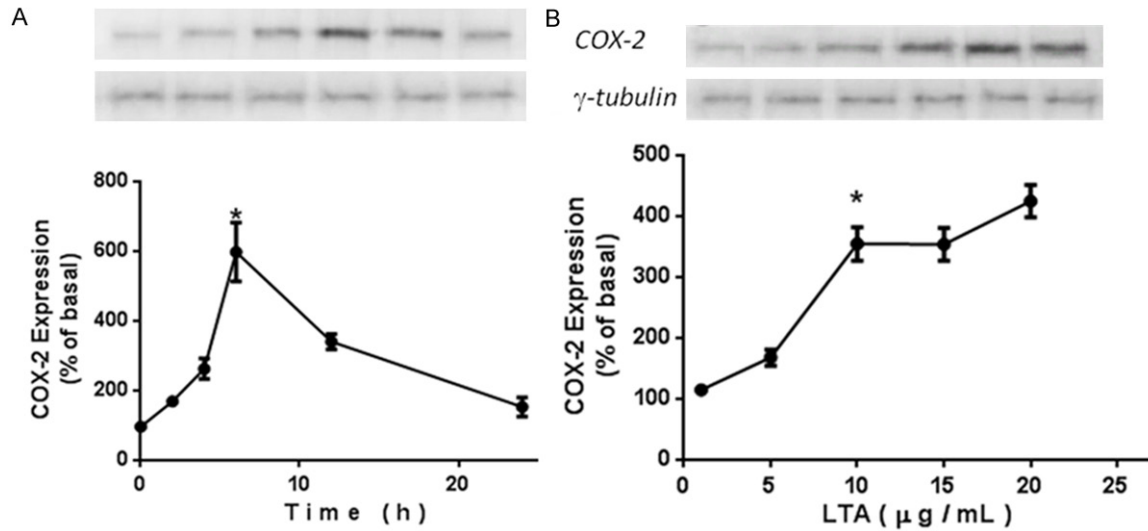 A
B
COX-2
γ-tubulin
800
600
400
200
0
*
COX-2 Expression
(% of basal)
0
10
20
Time (h)
500
400
300
200
100
0
*
COX-2 Expression
(% of basal)
0
5
10
15
20
25
LTA ( μg / mL)